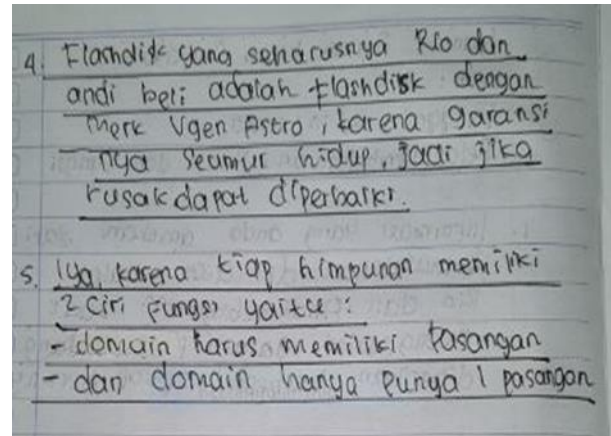 4. Flashdisk yang seharusnya Rio dan
andi beli adalah flashdisk dengan
Merk Vgen Astro, karena garansi
nya seumur hidup, jadi jika
rusak dapat diperbaiki.
5. Iya, karena tiap himpunan memiliki
2 Ciri Fungsi yaitu:
- domain harus memiliki pasangan
- dan domain hanya punya 1 pasangan